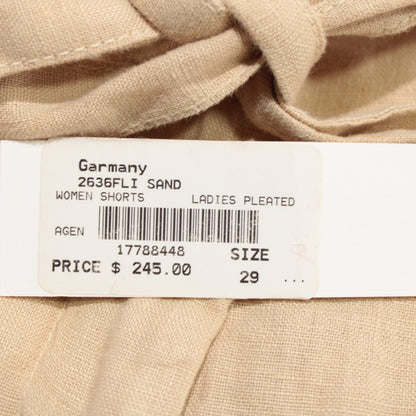 Garmany
2636FLI SAND
WOMEN SHORTS LADIES PLEATED
AGEN
17788448 SIZE
PRICE $ 245.00 29 ...